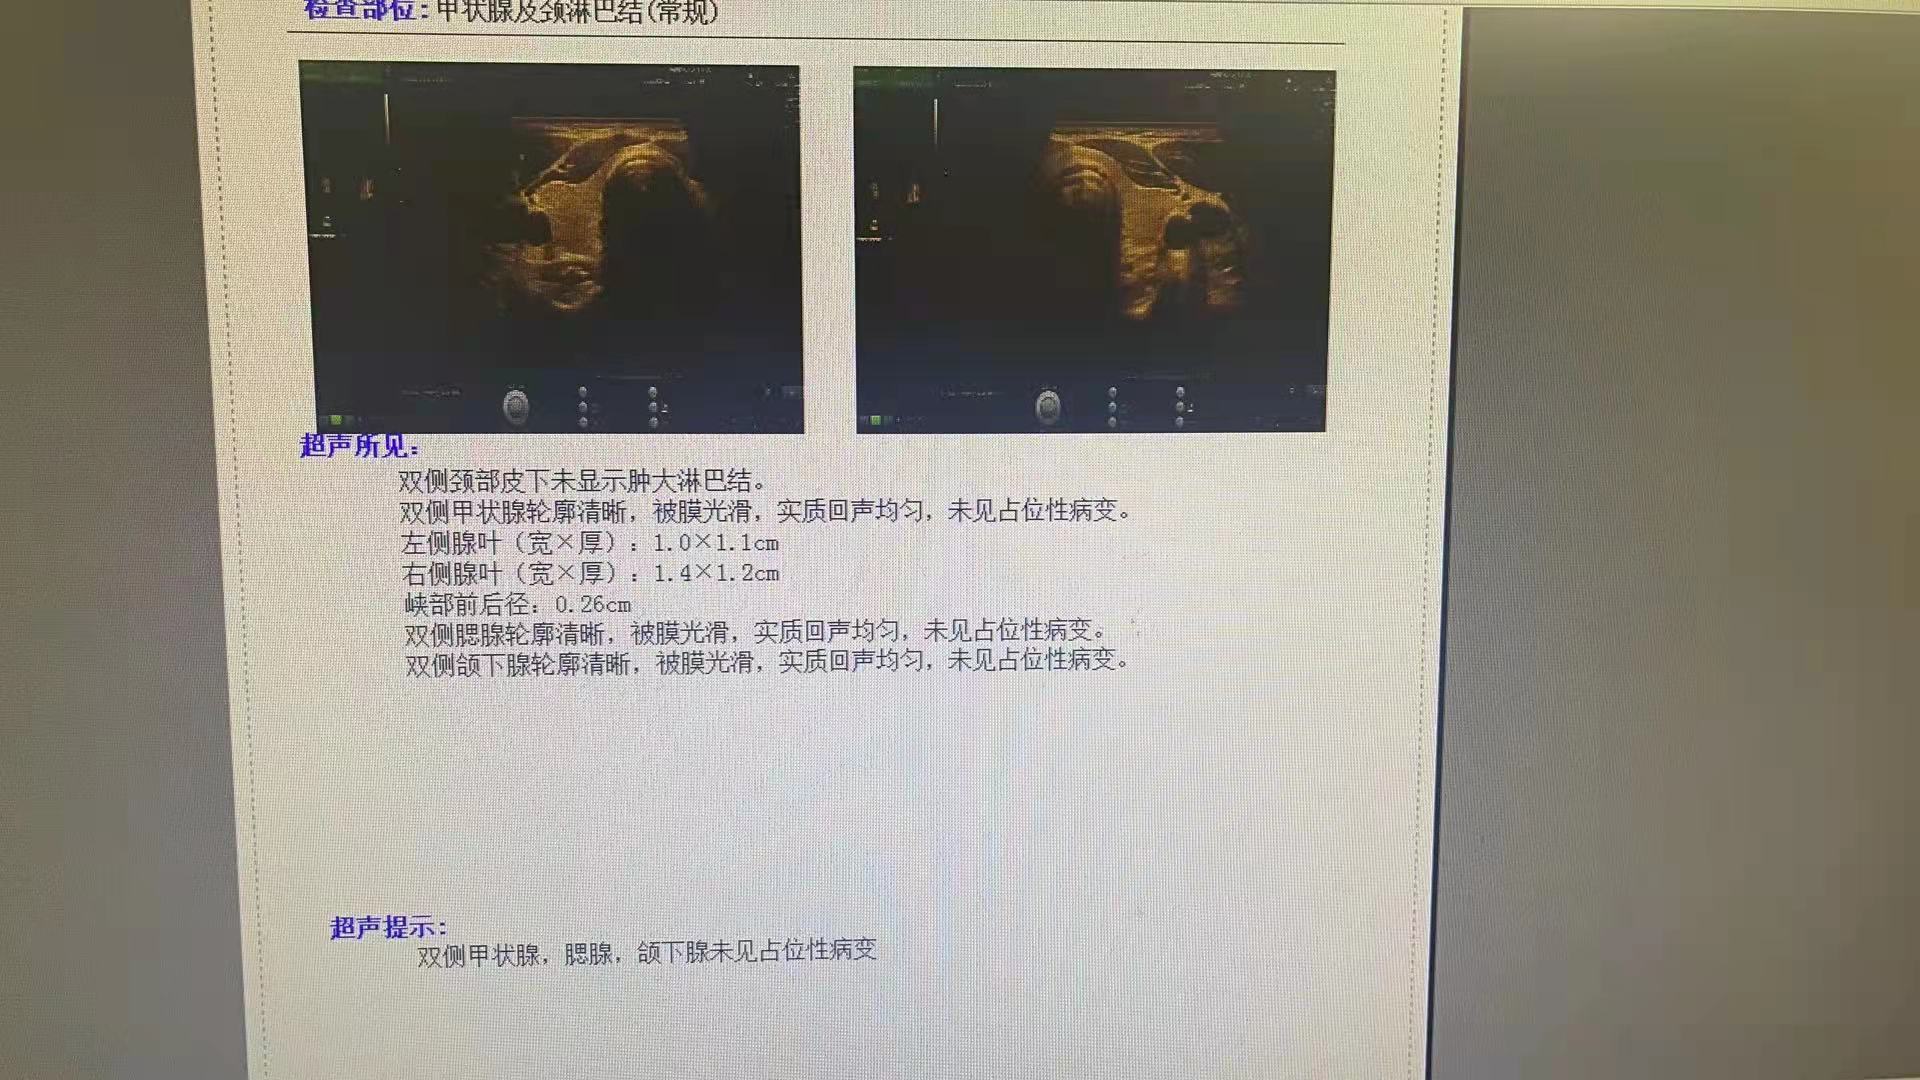 检查部位:甲状腺及颈淋巴结(常规)
超声所见:
双侧颈部皮下未显示肿大淋巴结。
双侧甲状腺轮廓清晰，被膜光滑，实质回声均匀，未见占位性病变。
左侧腺叶（宽×厚）: 1.0×1.1cm
右侧腺叶（宽×厚）: 1.4×1.2cm
峡部前后径: 0.26cm
双侧腮腺轮廓清晰，被膜光滑，实质回声均匀，未见占位性病变。
双侧颌下腺轮廓清晰，被膜光滑，实质回声均匀，未见占位性病变。
超声提示:
双侧甲状腺，腮腺，颌下腺未见占位性病变